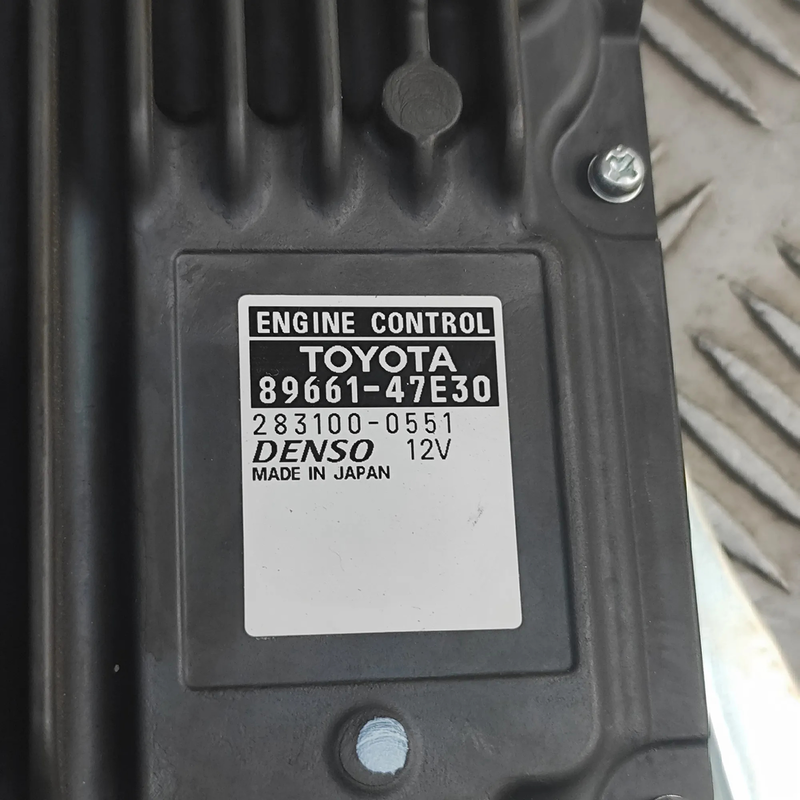 ENGINE CONTROL
TOYOTA
89661-47E30
283100-0551
DENSO 12V
MADE IN JAPAN